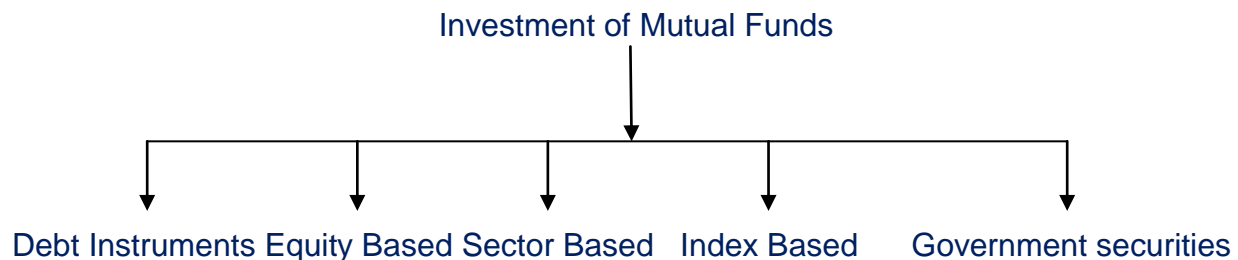 Investment of Mutual Funds
Debt Instruments Equity Based Sector Based Index Based Government securities